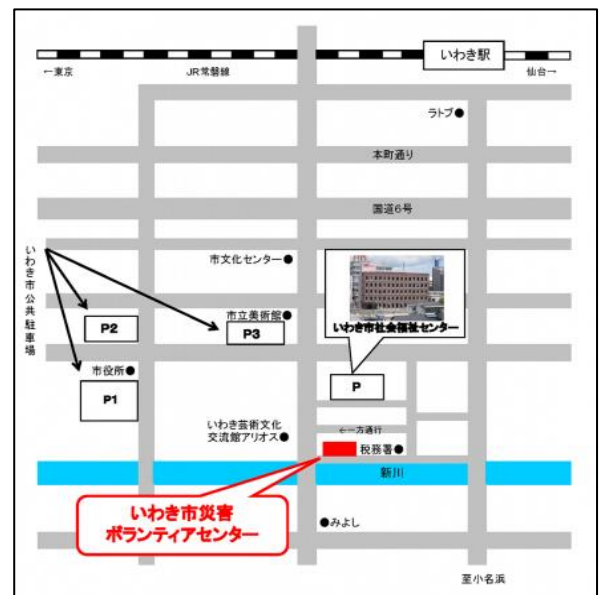 いわき駅
←東京
JR常磐線
仙台→
ラトブ●
本町通り
国道6号
いわき市公共駐車場
市文化センター●
いわき市社会福祉センター
市立美術館●
P2
P3
市役所●
P1
P
いわき芸術文化
交流館アリオス●
←一方通行
税務署●
新川
いわき市災害
ボランティアセンター
●みよし
至小名浜